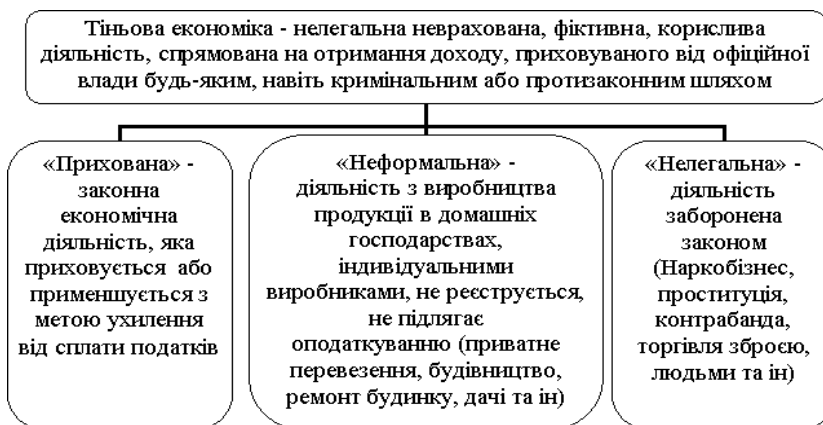 Тіньова економіка - нелегальна неврахована, фіктивна, корислива
діяльність, спрямована на отримання доходу, приховуваного від офіційної
влади будь-яким, навіть кримінальним або протизаконним шляхом
«Прихована» -
законна
економічна
діяльність, яка
приховується або
применшується з
метою ухилення
від сплати податків
«Неформальна» -
діяльність з виробництва
продукції в домашніх
господарствах,
індивідуальними
виробниками, не реєструється,
не підлягає
оподаткуванню (приватне
перевезення, будівництво,
ремонт будинку, дачі та ін)
«Нелегальна» -
діяльність
заборонена
законом
(Наркобізнес,
проституція,
контрабанда,
торгівля зброєю,
людьми та ін)